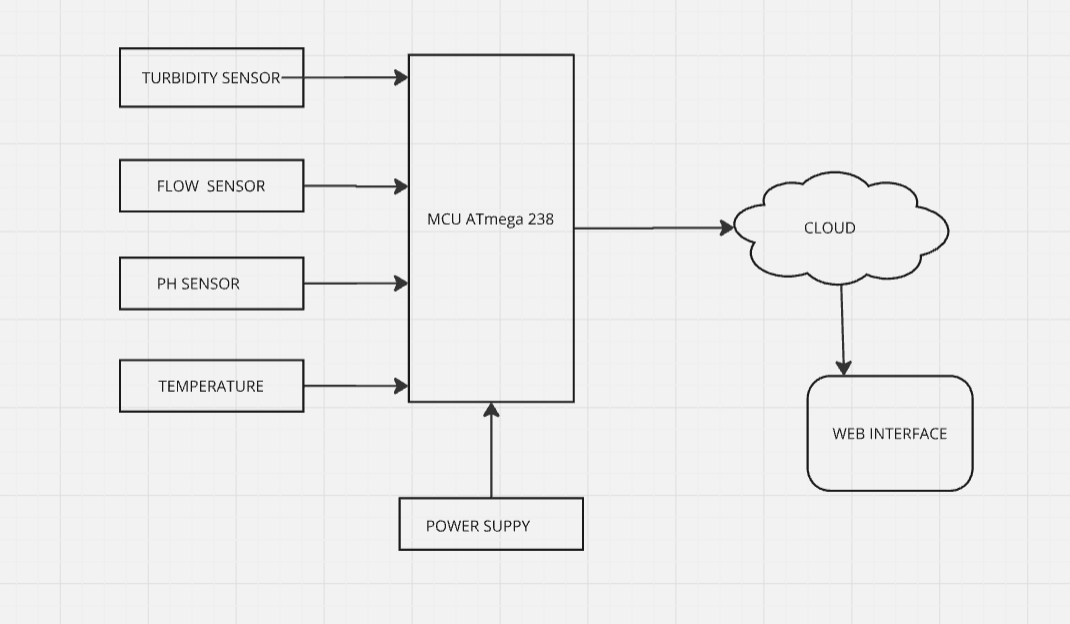 TURBIDITY SENSOR
FLOW SENSOR
PH SENSOR
TEMPERATURE
MCU ATmega 238
POWER SUPPY
CLOUD
WEB INTERFACE